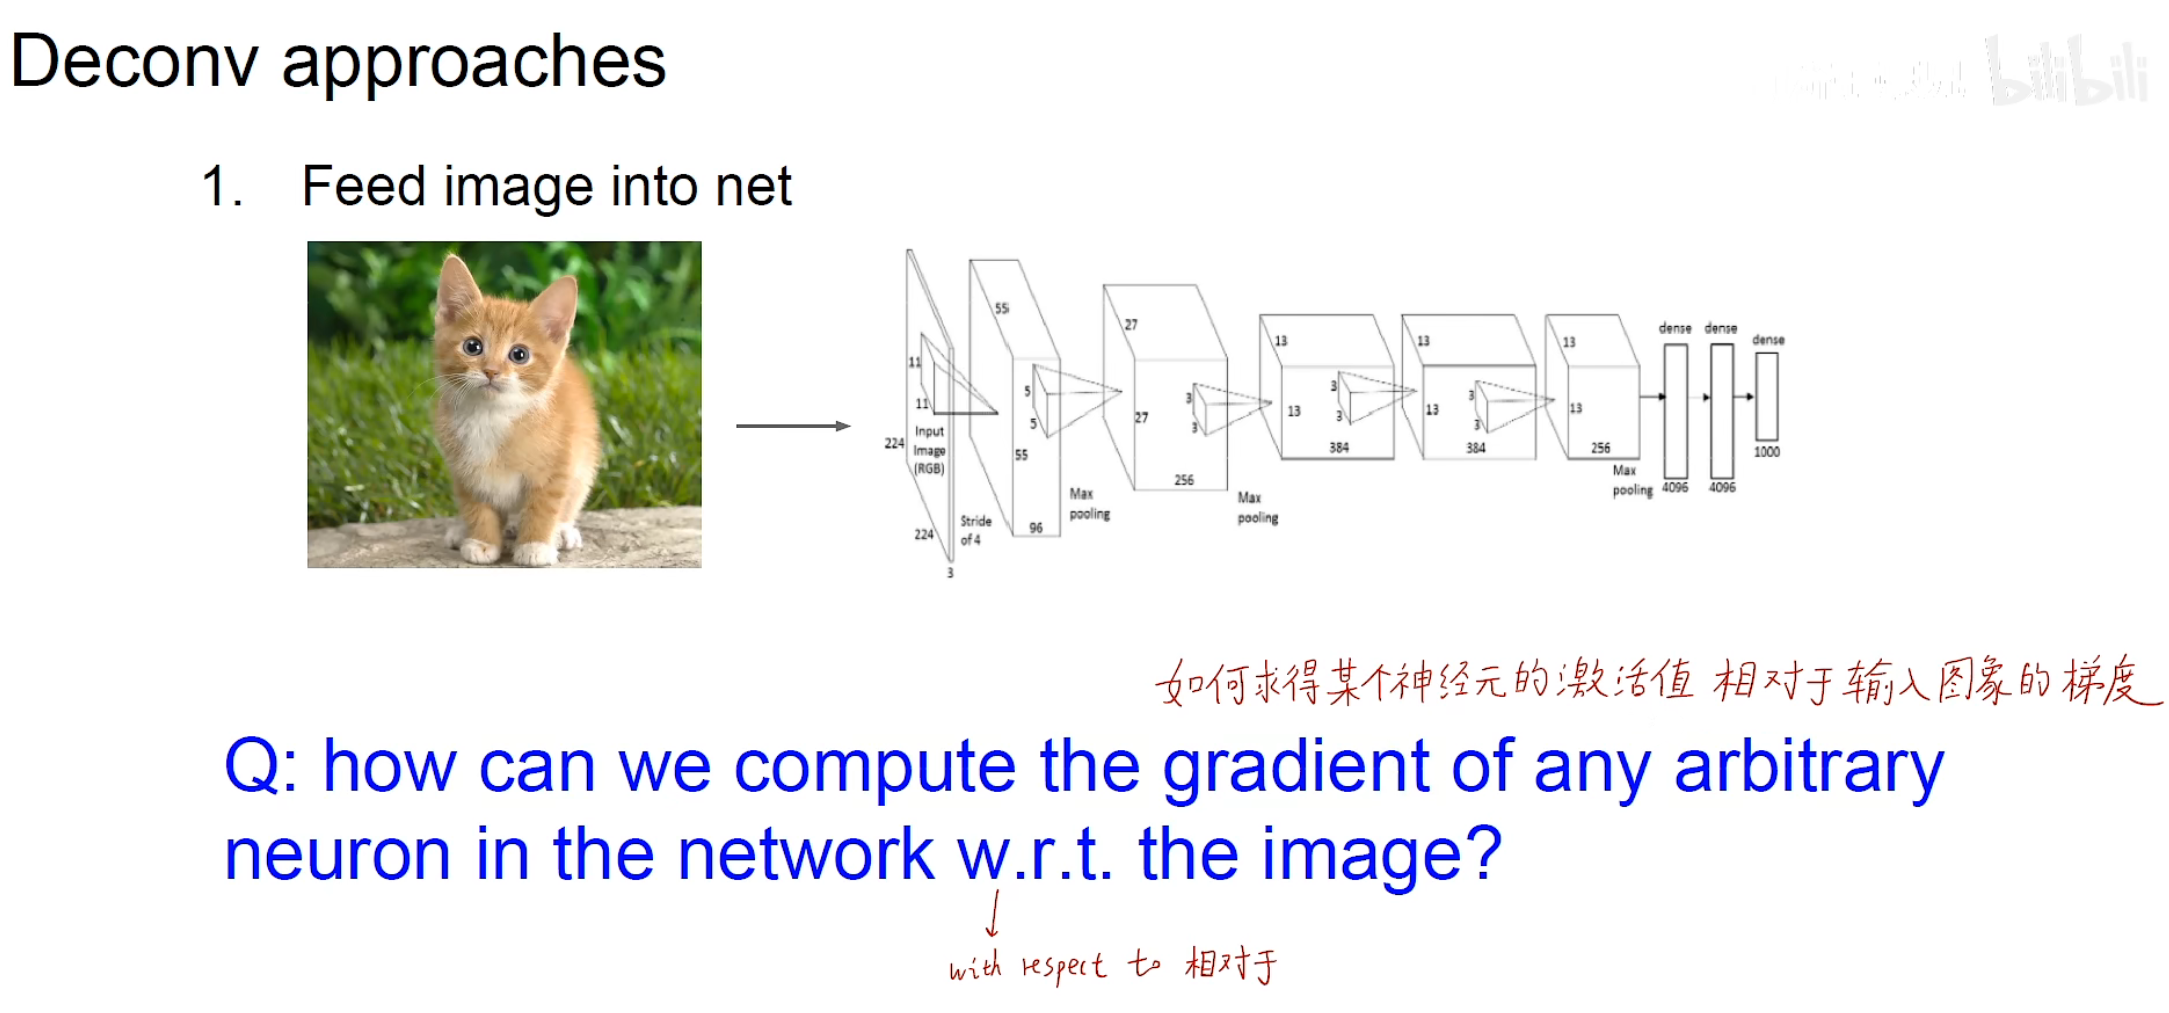 Deconv approaches
bilibili
1. Feed image into net
55
27
13
13
13
dense
dense
dense
11
11
5
5
3
3
3
3
3
3
27
13
13
13
224
Input
Image
(RGB)
55
384
384
256
1000
Max
pooling
4096
4096
256
Max
pooling
Max
pooling
224
Stride
of 4
96
3
如何求得某个神经元的激活值 相对于输入图象的梯度
Q: how can we compute the gradient of any arbitrary
neuron in the network w.r.t. the image?
with respect to 相对于